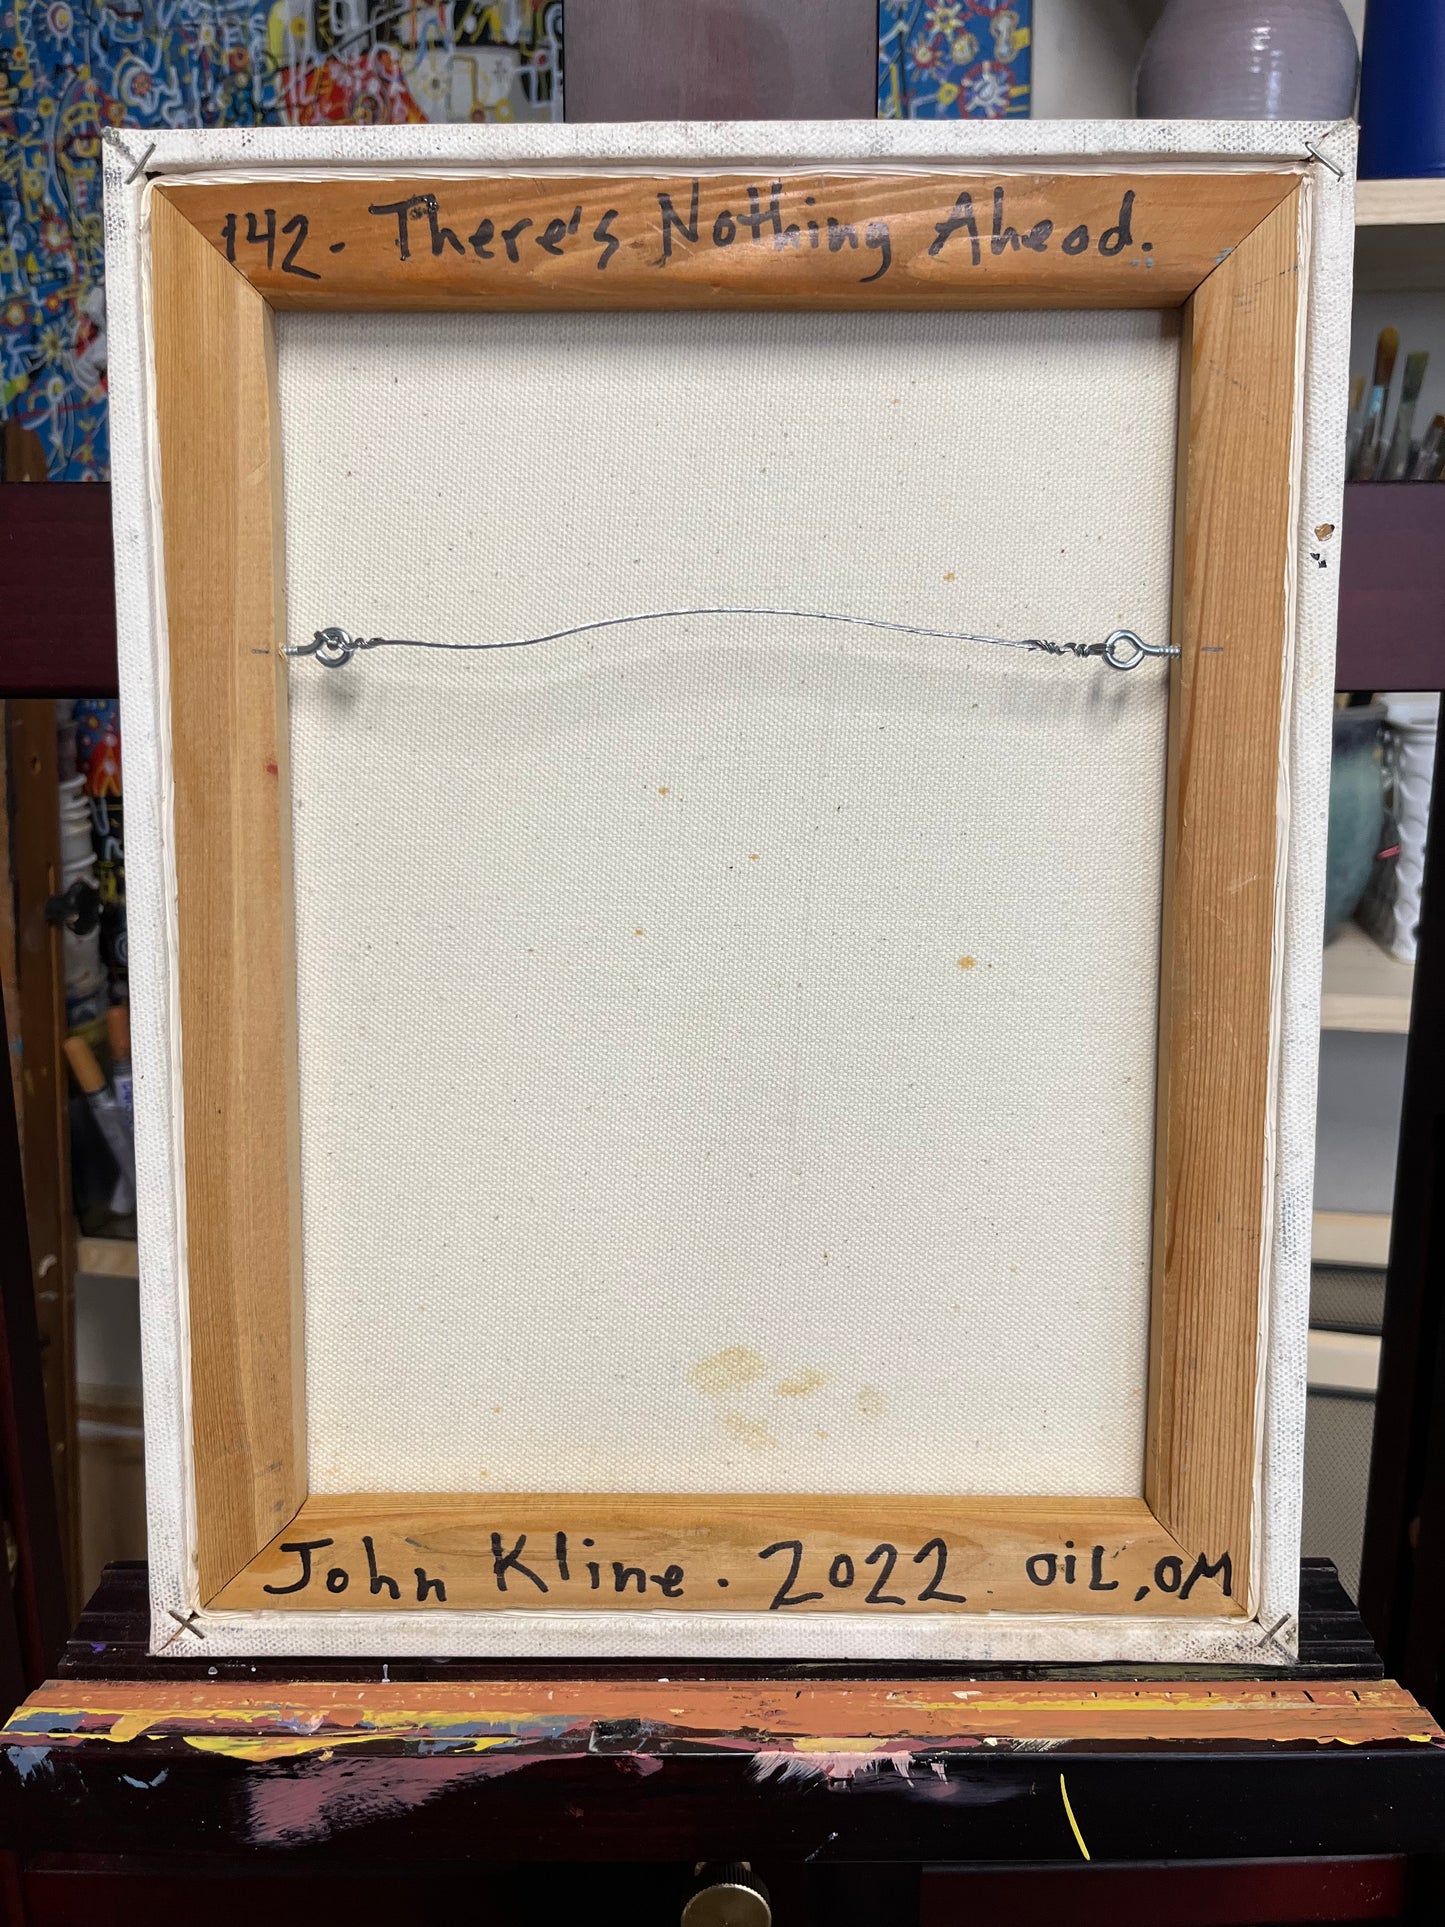 142. There's Nothing Ahead.
John Kline. 2022. OiL, OM